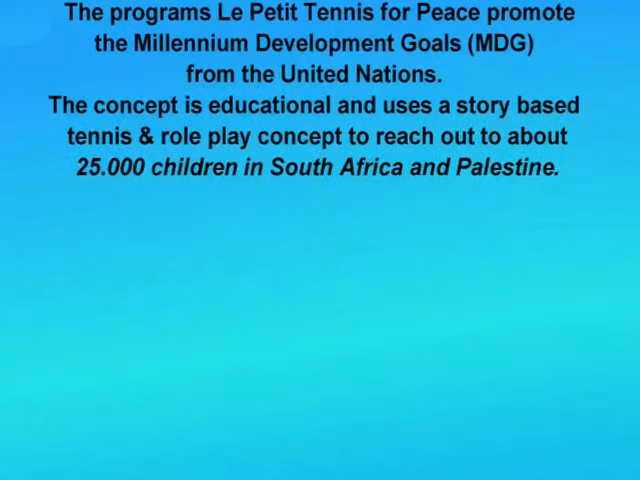 The programs Le Petit Tennis for Peace promote
the Millennium Development Goals (MDG)
from the United Nations.
The concept is educational and uses a story based
tennis & role play concept to reach out to about
25.000 children in South Africa and Palestine.